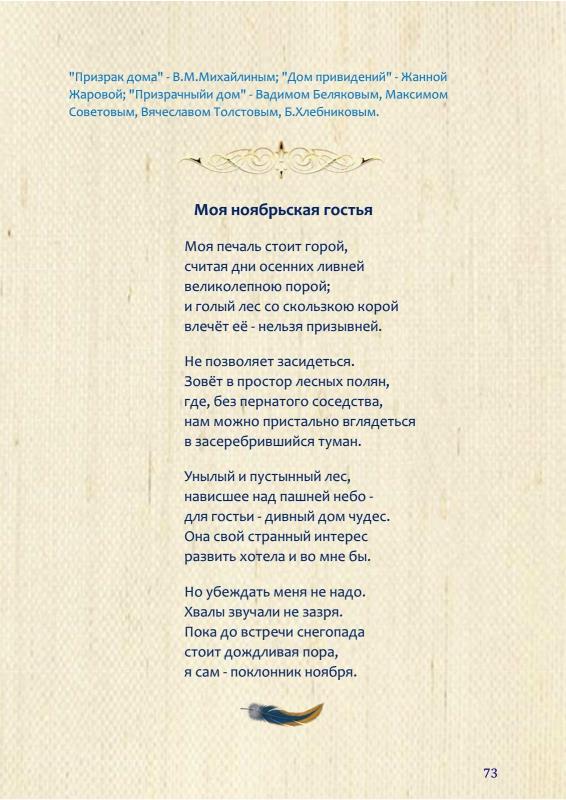 "Призрак дома" - В.М.Михайлиным; "Дом привидений" - Жанной
Жаровой; "Призрачныйи дом" - Вадимом Беляковым, Максимом
Советовым, Вячеславом Толстовым, Б.Хлебниковым.
Моя ноябрьская гостья
Моя печаль стоит горой,
считая дни осенних ливней
великолепною порой;
и голый лес со скользкою корой
влечёт её - нельзя призывней.
Не позволяет засидеться.
Зовёт в простор лесных полян,
где, без пернатого соседства,
нам можно пристально вглядеться
в засеребрившийся туман.
Унылый и пустынный лес,
нависшее над пашней небо -
для гостьи - дивный дом чудес.
Она свой странный интерес
развить хотела и во мне бы.
Но убеждать меня не надо.
Хвалы звучали не зазря.
Пока до встречи снегопада
стоит дождливая пора,
я сам - поклонник ноября.
73